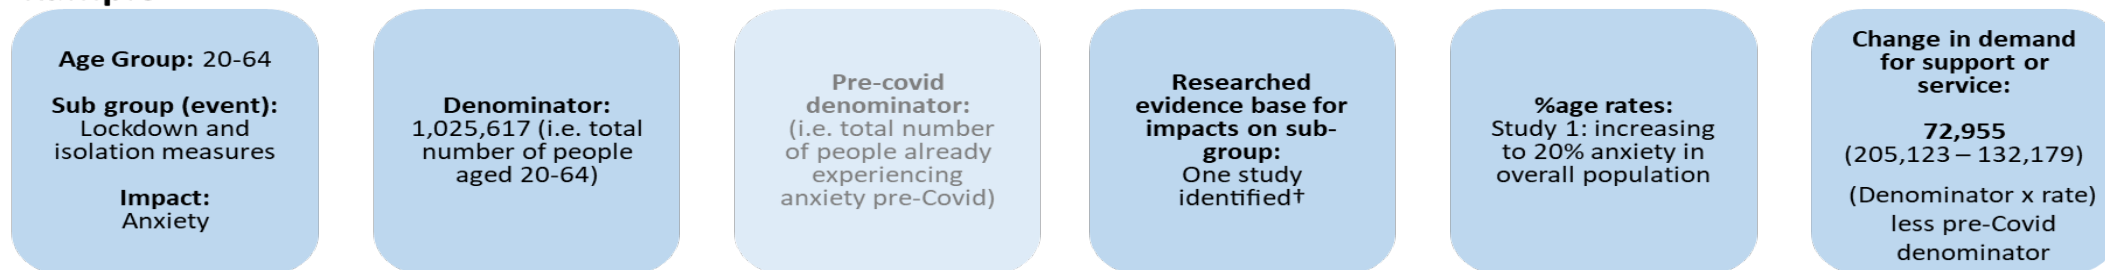 Age Group: 20-64
Sub group (event):
Lockdown and
isolation measures
Impact:
Anxiety
Denominator:
1,025,617 (i.e. total
number of people
aged 20-64)
Pre-covid
denominator:
(i.e. total number
of people already
experiencing
anxiety pre-Covid)
Researched
evidence base for
impacts on sub-
group:
One study
identified†
%age rates:
Study 1: increasing
to 20% anxiety in
overall population
Change in demand
for support or
service:
72,955
(205,123 – 132,179)
(Denominator x rate)
less pre-Covid
denominator